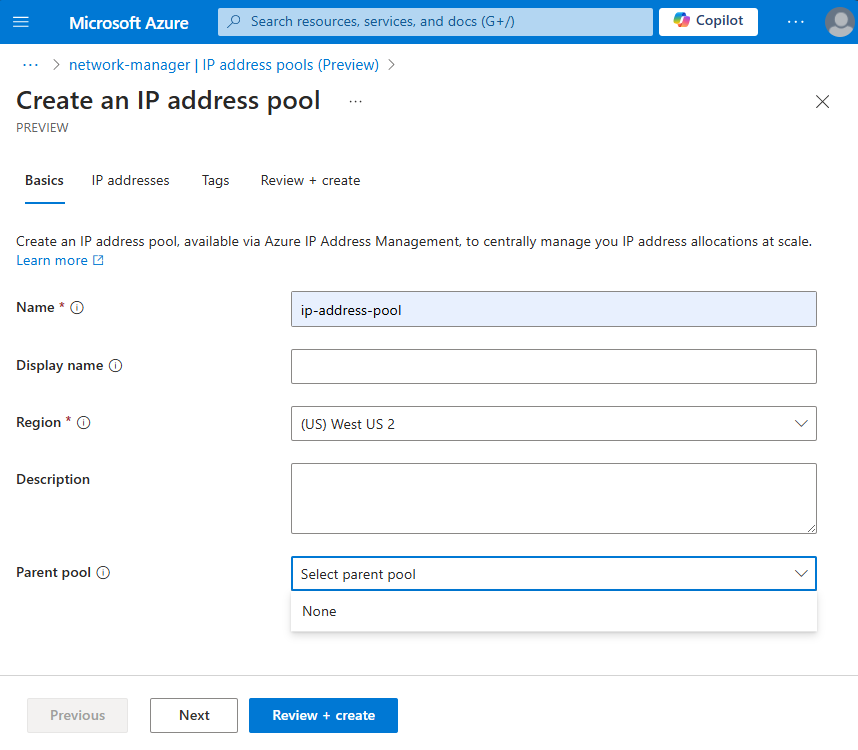 Microsoft Azure
Search resources, services, and docs (G+/)
Copilot
...
... > network-manager | IP address pools (Preview) >
Create an IP address pool ...
PREVIEW
Basics IP addresses Tags Review + create
Create an IP address pool, available via Azure IP Address Management, to centrally manage you IP address allocations at scale.
Learn more
Name *
ip-address-pool
Display name
Region *
(US) West US 2
Description
Parent pool
Select parent pool
None
Previous
Next
Review + create